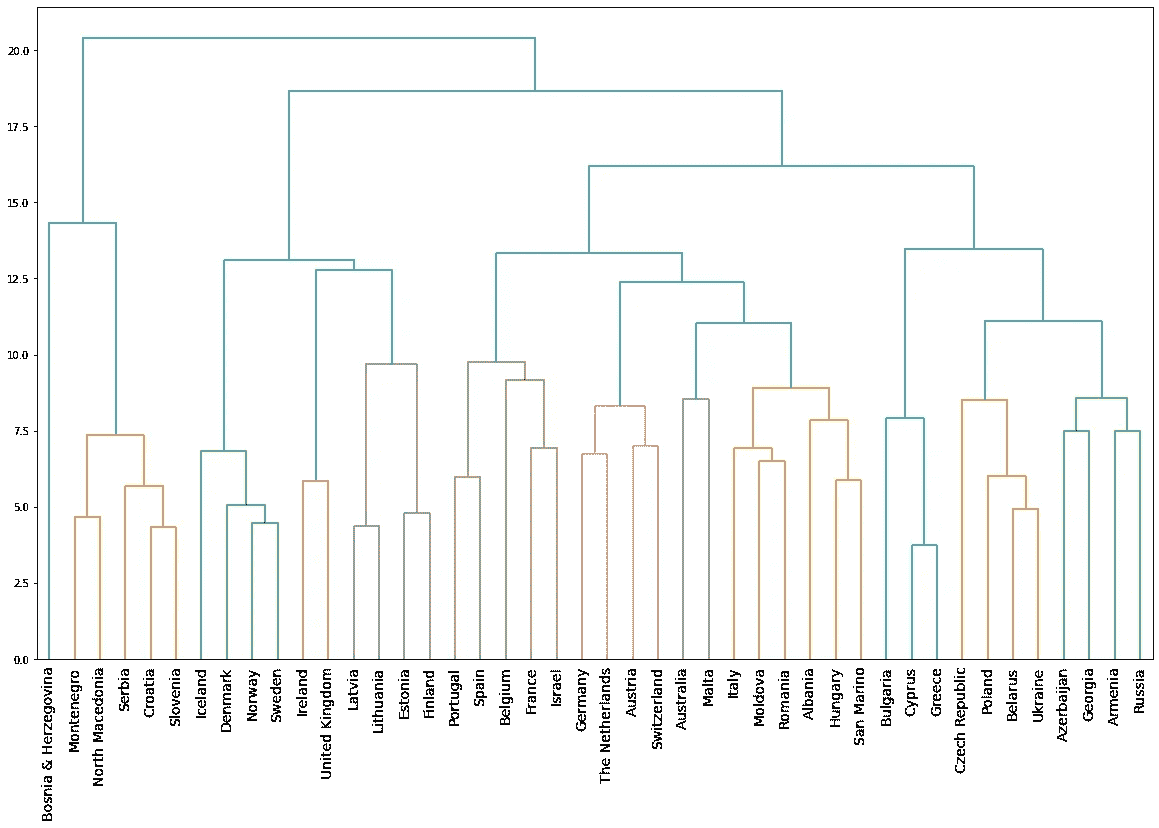 20.0
17.5
15.0
12.5
10.0
7.5
5.0
2.5
0.0
Bosnia & Herzegovina
Montenegro
North Macedonia
Serbia
Croatia
Slovenia
Iceland
Denmark
Norway
Sweden
Ireland
United Kingdom
Latvia
Lithuania
Estonia
Finland
Portugal
Spain
Belgium
France
Israel
Germany
The Netherlands
Austria
Switzerland
Australia
Malta
Italy
Moldova
Romania
Albania
Hungary
San Marino
Bulgaria
Cyprus
Greece
Czech Republic
Poland
Belarus
Ukraine
Azerbaijan
Georgia
Armenia
Russia